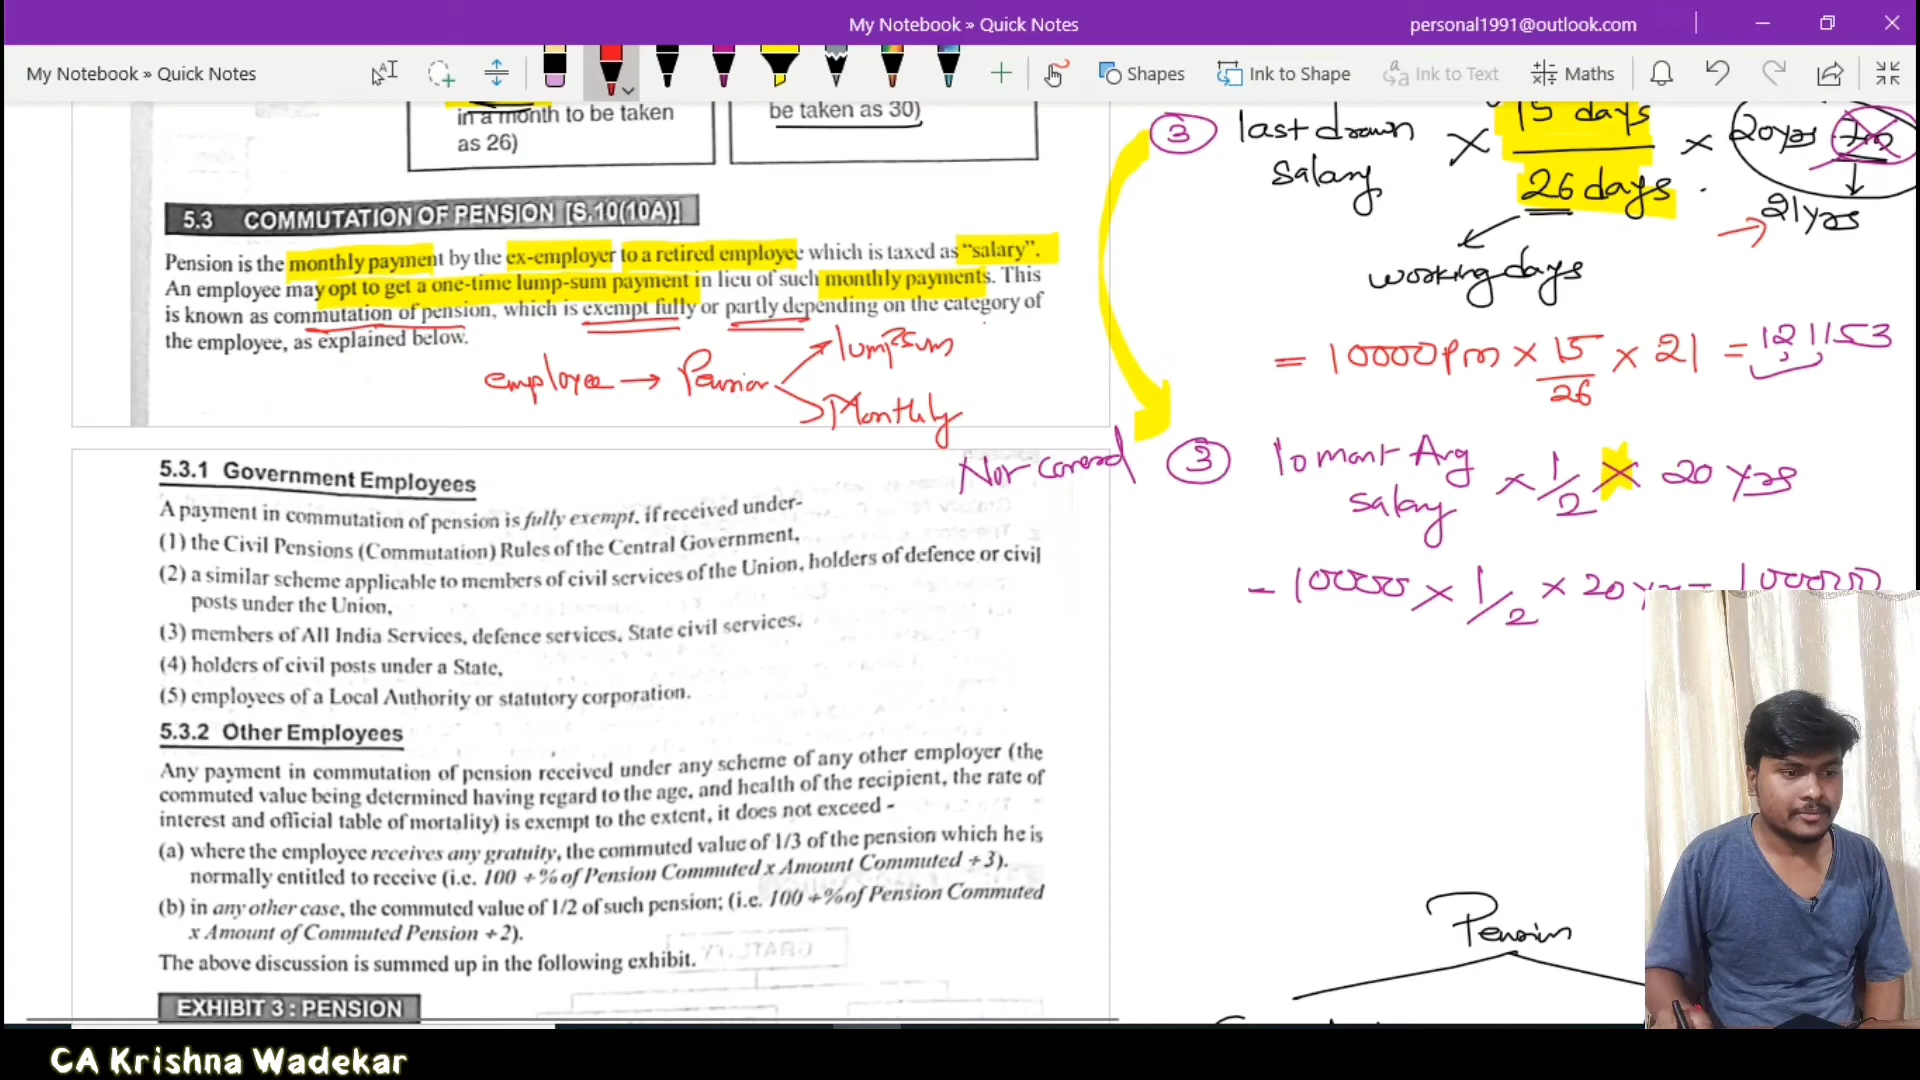 My Notebook » Quick Notes
personal1991@outlook.com
My Notebook » Quick Notes
Shapes
Ink to Shape
Ink to Text
Maths
in a month to be taken
as 26)
be taken as 30)
5.3 COMMUTATION OF PENSION [S.10(10A)]
Pension is the monthly payment by the ex-employer to a retired employee which is taxed as "salary".
An employee may opt to get a one-time lump-sum payment in lieu of such monthly payments. This
is known as commutation of pension, which is exempt fully or partly depending on the category of
the employee, as explained below.
employee → Pension
lumpsum
Monthly
5.3.1 Government Employees
A payment in commutation of pension is fully exempt, if received under-
(1) the Civil Pensions (Commutation) Rules of the Central Government,
(2) a similar scheme applicable to members of civil services of the Union, holders of defence or civil
posts under the Union,
(3) members of All India Services, defence services, State civil services.
(4) holders of civil posts under a State,
(5) employees of a Local Authority or statutory corporation.
5.3.2 Other Employees
Any payment in commutation of pension received under any scheme of any other employer (the
commuted value being determined having regard to the age, and health of the recipient, the rate of
interest and official table of mortality) is exempt to the extent, it does not exceed -
(a) where the employee receives any gratuity, the commuted value of 1/3 of the pension which he is
normally entitled to receive (i.e. 100 ÷ % of Pension Commuted x Amount Commuted ÷ 3).
(b) in any other case, the commuted value of 1/2 of such pension; (i.e. 100 ÷ % of Pension Commuted
x Amount of Commuted Pension ÷ 2).
The above discussion is summed up in the following exhibit.
EXHIBIT 3 : PENSION
3 last drawn salary × 15 days / 26 days × 20yrs
21yrs
working days
= 10000pm × 15/26 × 21 = 121153
Not covered
3 10 mont Avg salary × 1/2 × 20 yrs
= 10000 × 1/2 × 20
Pension
CA Krishna Wadekar